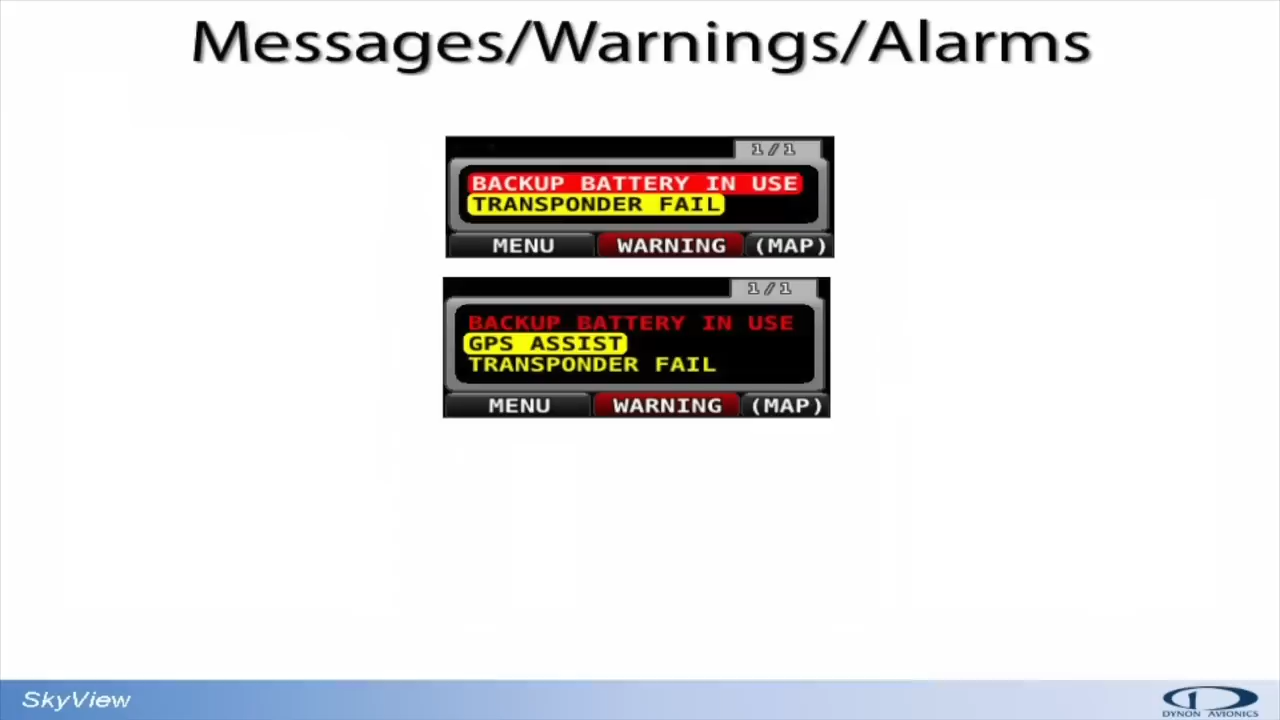 Messages/Warnings/Alarms
1/1
BACKUP BATTERY IN USE
TRANSPONDER FAIL
MENU WARNING (MAP)
1/1
BACKUP BATTERY IN USE
GPS ASSIST
TRANSPONDER FAIL
MENU WARNING (MAP)
SkyView
DYNON AVIONICS